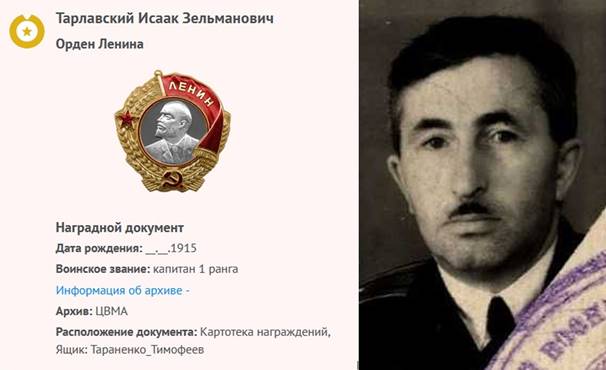 Тарлавский Исаак Зельманович
Орден Ленина
ЛЕНИН
Наградной документ
Дата рождения: __.__.1915
Воинское звание: капитан 1 ранга
Информация об архиве -
Архив: ЦВМА
Расположение документа: Картотека награждений,
Ящик: Тараненко_Тимофеев